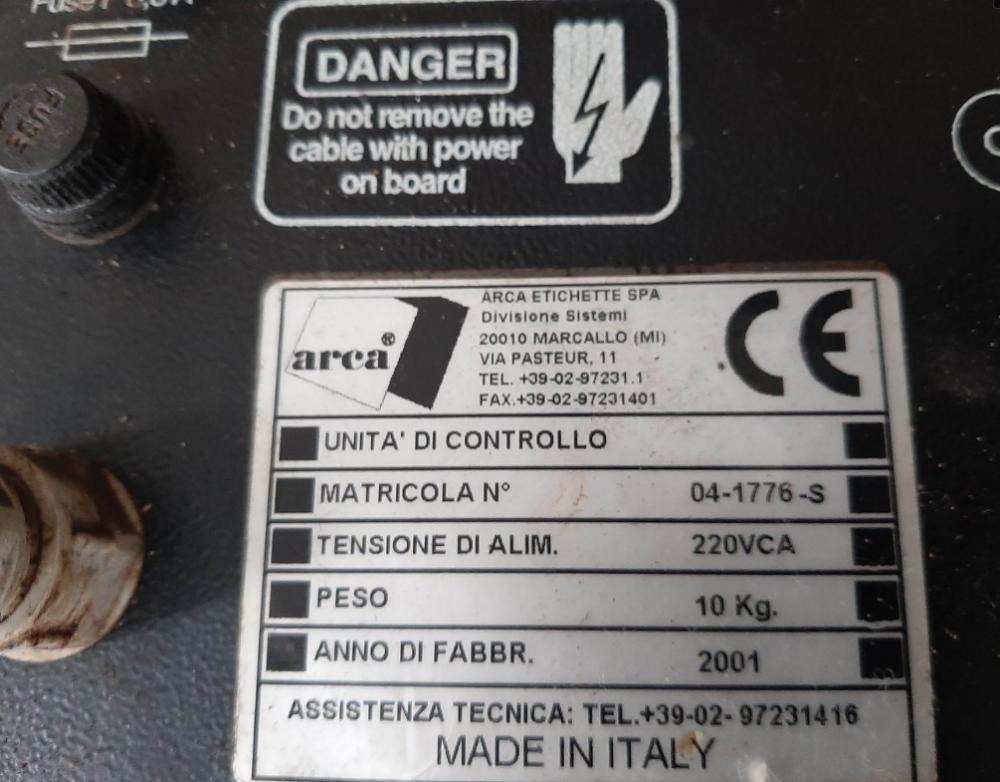 Fuse
FUSE
DANGER
Do not remove the
cable with power
on board
arca®
ARCA ETICHETTE SPA
Divisione Sistemi
20010 MARCALLO (MI)
VIA PASTEUR, 11
TEL. +39-02-97231.1
FAX.+39-02-97231401
CE
UNITA' DI CONTROLLO
MATRICOLA N° 04-1776-S
TENSIONE DI ALIM. 220VCA
PESO 10 Kg.
ANNO DI FABBR. 2001
ASSISTENZA TECNICA: TEL.+39-02- 97231416
MADE IN ITALY